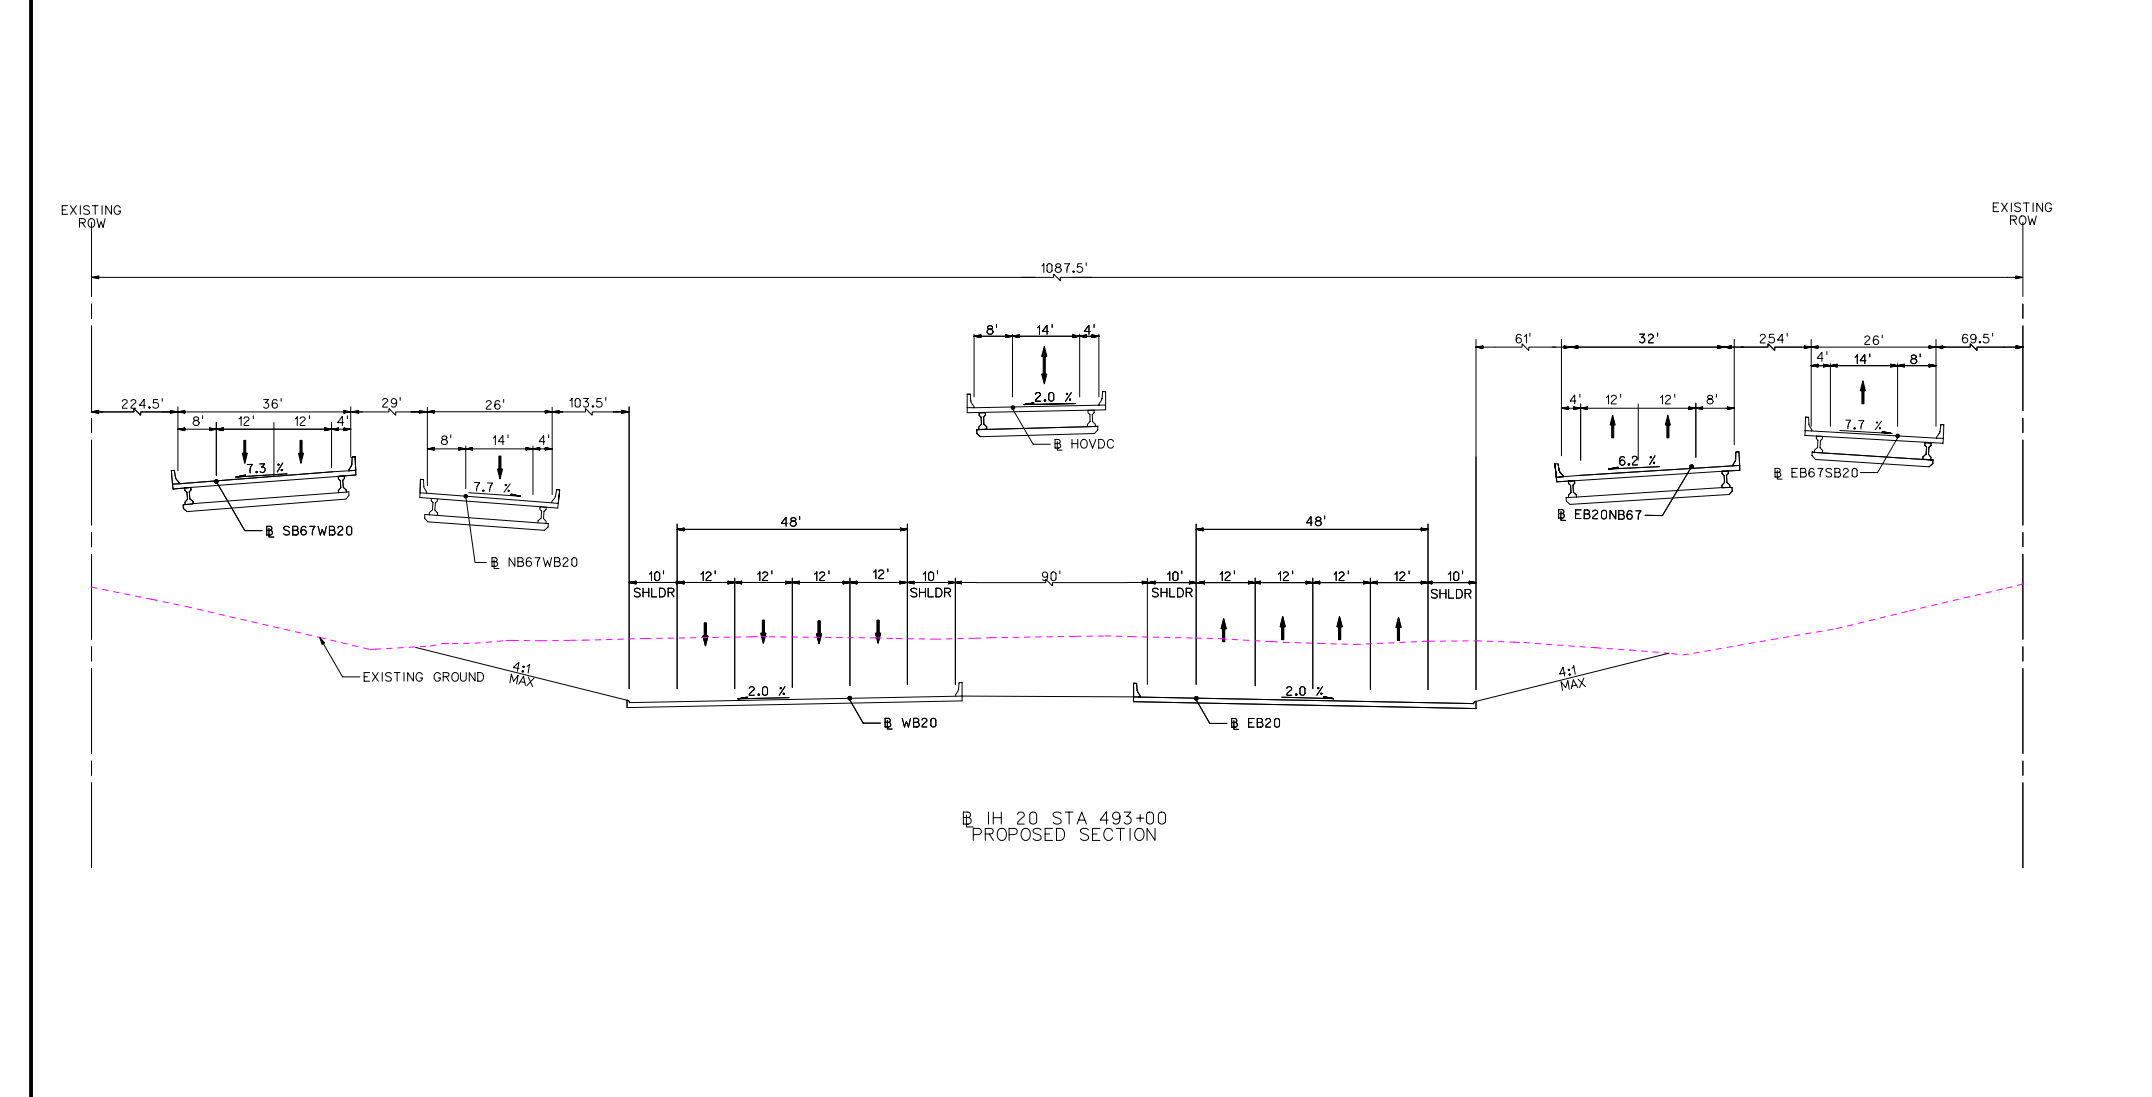 EXISTING
ROW
EXISTING
ROW
1087.5'
8' 14' 4'
2.0 %
℄ HOVDC
61' 32' 254' 26' 69.5'
4' 14' 8'
7.7 %
℄ EB67SB20
4' 12' 12' 8'
6.2 %
℄ EB20NB67
224.5' 36' 29' 26' 103.5'
8' 12' 12' 4'
7.3 %
℄ SB67WB20
8' 14' 4'
7.7 %
℄ NB67WB20
48'
48'
10' 12' 12' 12' 12' 10' 90' 10' 12' 12' 12' 12' 10'
SHLDR SHLDR SHLDR SHLDR
EXISTING GROUND
4:1
MAX
4:1
MAX
2.0 %
2.0 %
℄ WB20
℄ EB20
℄ IH 20 STA 493+00
PROPOSED SECTION